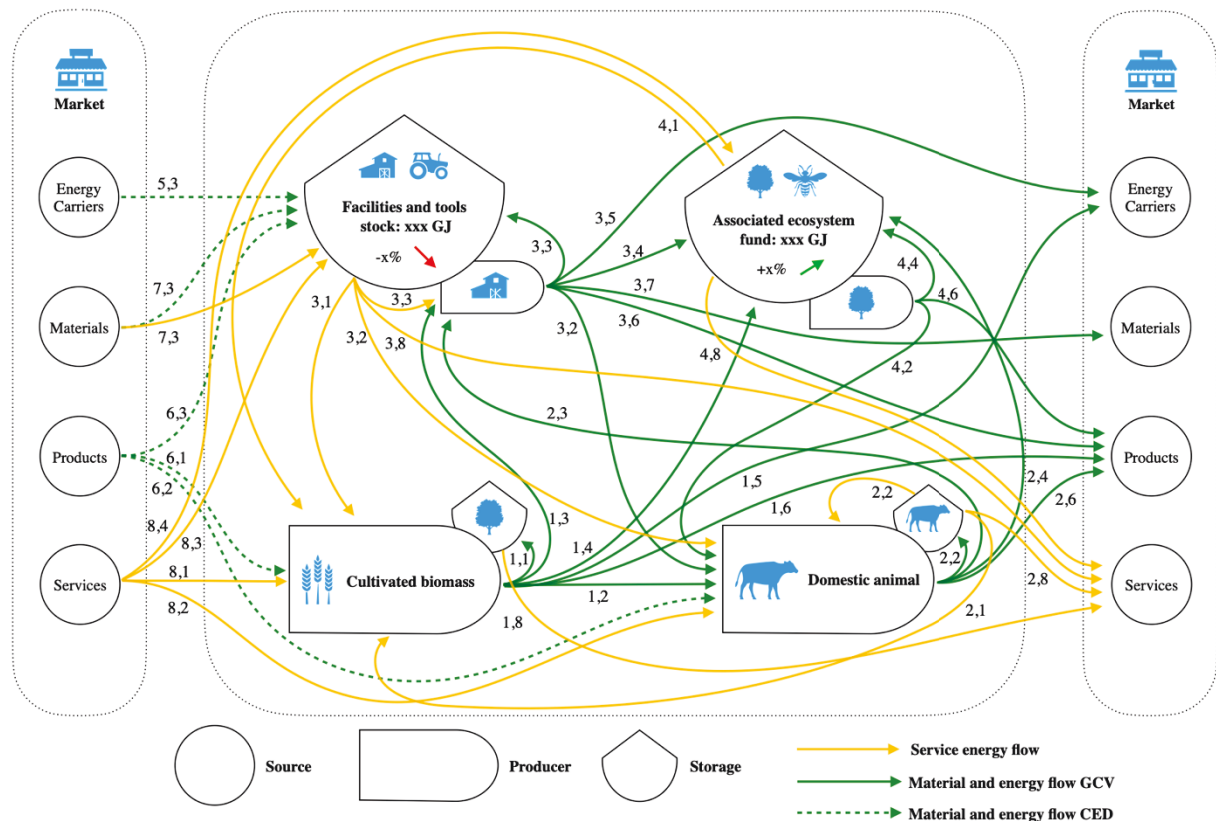 Market
Market
4,1
Energy
Carriers
5,3
Facilities and tools
stock: xxx GJ
-x%
Associated ecosystem
fund: xxx GJ
+x%
Energy
Carriers
3,5
3,3
3,4
4,4
7,3
3,1
3,3
3,7
4,6
Materials
7,3
3,2
3,8
3,2
3,6
4,8
4,2
Materials
6,3
2,3
Products
6,1
6,2
Products
1,5
2,4
2,2
2,6
1,6
8,4
1,3
8,3
1,4
1,1
2,2
Services
8,1
Cultivated biomass
Domestic animal
2,8
Services
8,2
1,2
1,8
2,1
Source
Producer
Storage
Service energy flow
Material and energy flow GCV
Material and energy flow CED